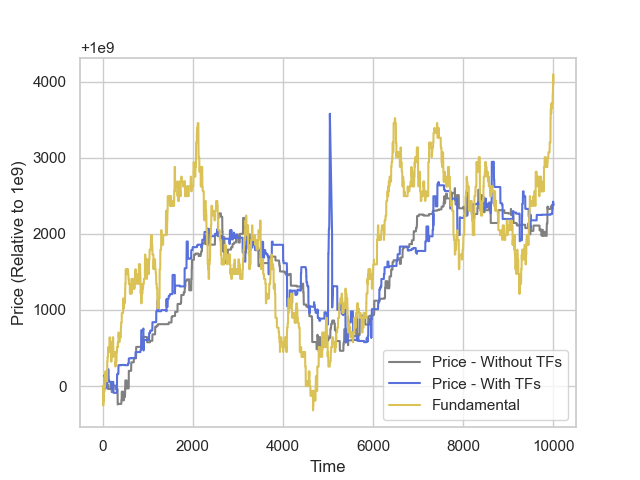 +1e9
4000
3000
2000
1000
0
Price (Relative to 1e9)
Price - Without TFs
Price - With TFs
Fundamental
0 2000 4000 6000 8000 10000
Time